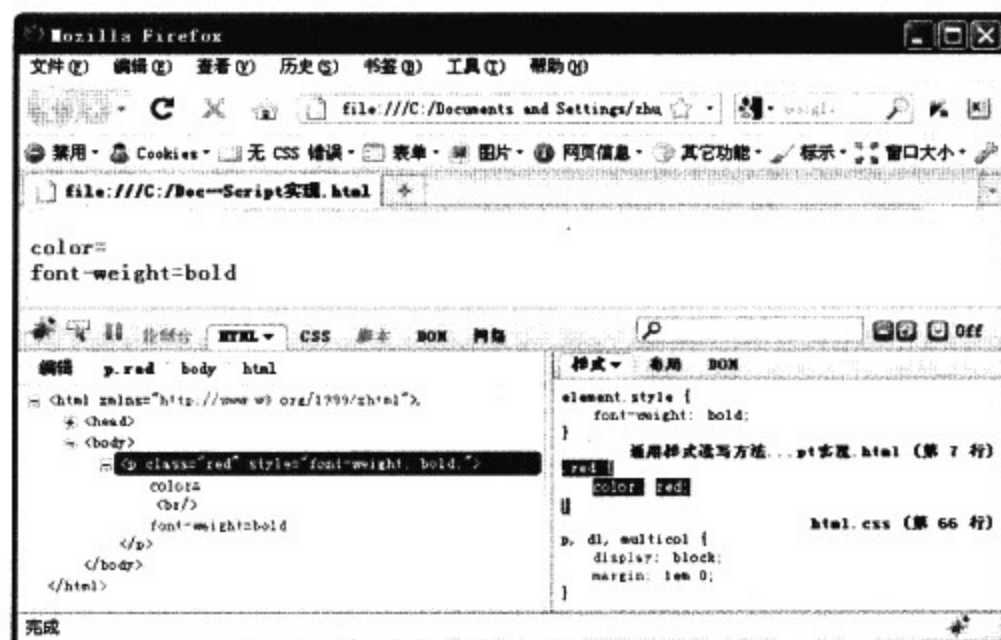 Mozilla Firefox
文件(F) 编辑(E) 查看(V) 历史(S) 书签(B) 工具(T) 帮助(H)
file:///C:/Documents and Settings/zhu
禁用 Cookies 无 CSS 错误 表单 图片 网页信息 其它功能 标示 窗口大小
file:///C:/Doc--Script实现.html
color=
font-weight=bold
控制台 HTML CSS 脚本 DOM 网络 Off
编辑 p.red body html
<html xmlns="http://www w3 org/1999/xhtml">
<head>
<body>
<p class="red" style="font-weight: bold;">
color=
<br/>
font-weight=bold
</p>
</body>
</html>
样式 布局 DOM
element.style {
font-weight: bold;
}
通用样式读写方法...pt实现.html (第 7 行)
.red {
color: red;
}
html.css (第 66 行)
p, dl, multicol {
display: block;
margin: 1em 0;
}
完成